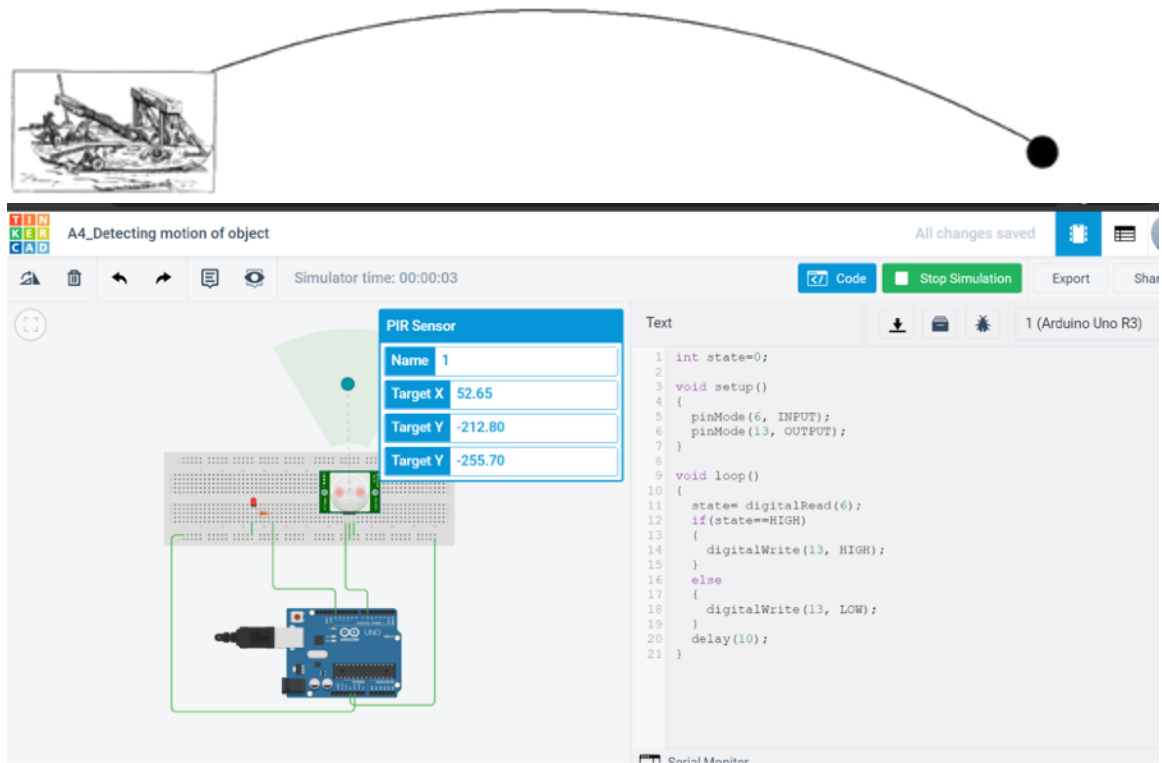 TIN
KER
CAD
A4_Detecting motion of object
All changes saved
Simulator time: 00:00:03
Code
Stop Simulation
Export
Shar
PIR Sensor
Name 1
Target X 52.65
Target Y -212.80
Target Y -255.70
Text
1 (Arduino Uno R3)
1 int state=0;
2
3 void setup()
4 {
5 pinMode(6, INPUT);
6 pinMode(13, OUTPUT);
7 }
8
9 void loop()
10 {
11 state= digitalRead(6);
12 if(state==HIGH)
13 {
14 digitalWrite(13, HIGH);
15 }
16 else
17 {
18 digitalWrite(13, LOW);
19 }
20 delay(10);
21 }
UNO
Serial Monitor